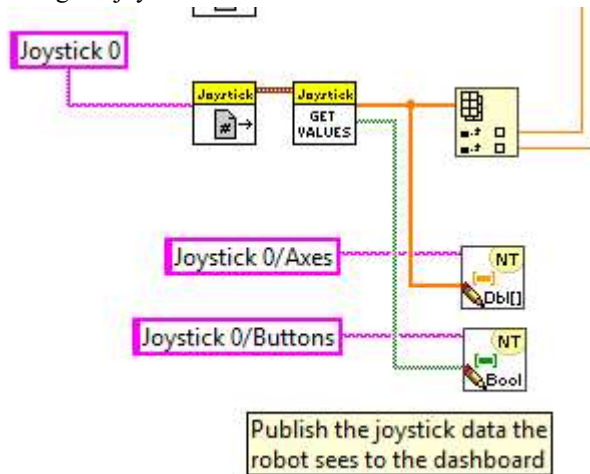 Joystick 0
Joystick
Joystick
#
GET
VALUES
Joystick 0/Axes
NT
Dbl[]
Joystick 0/Buttons
NT
Bool
Publish the joystick data the
robot sees to the dashboard